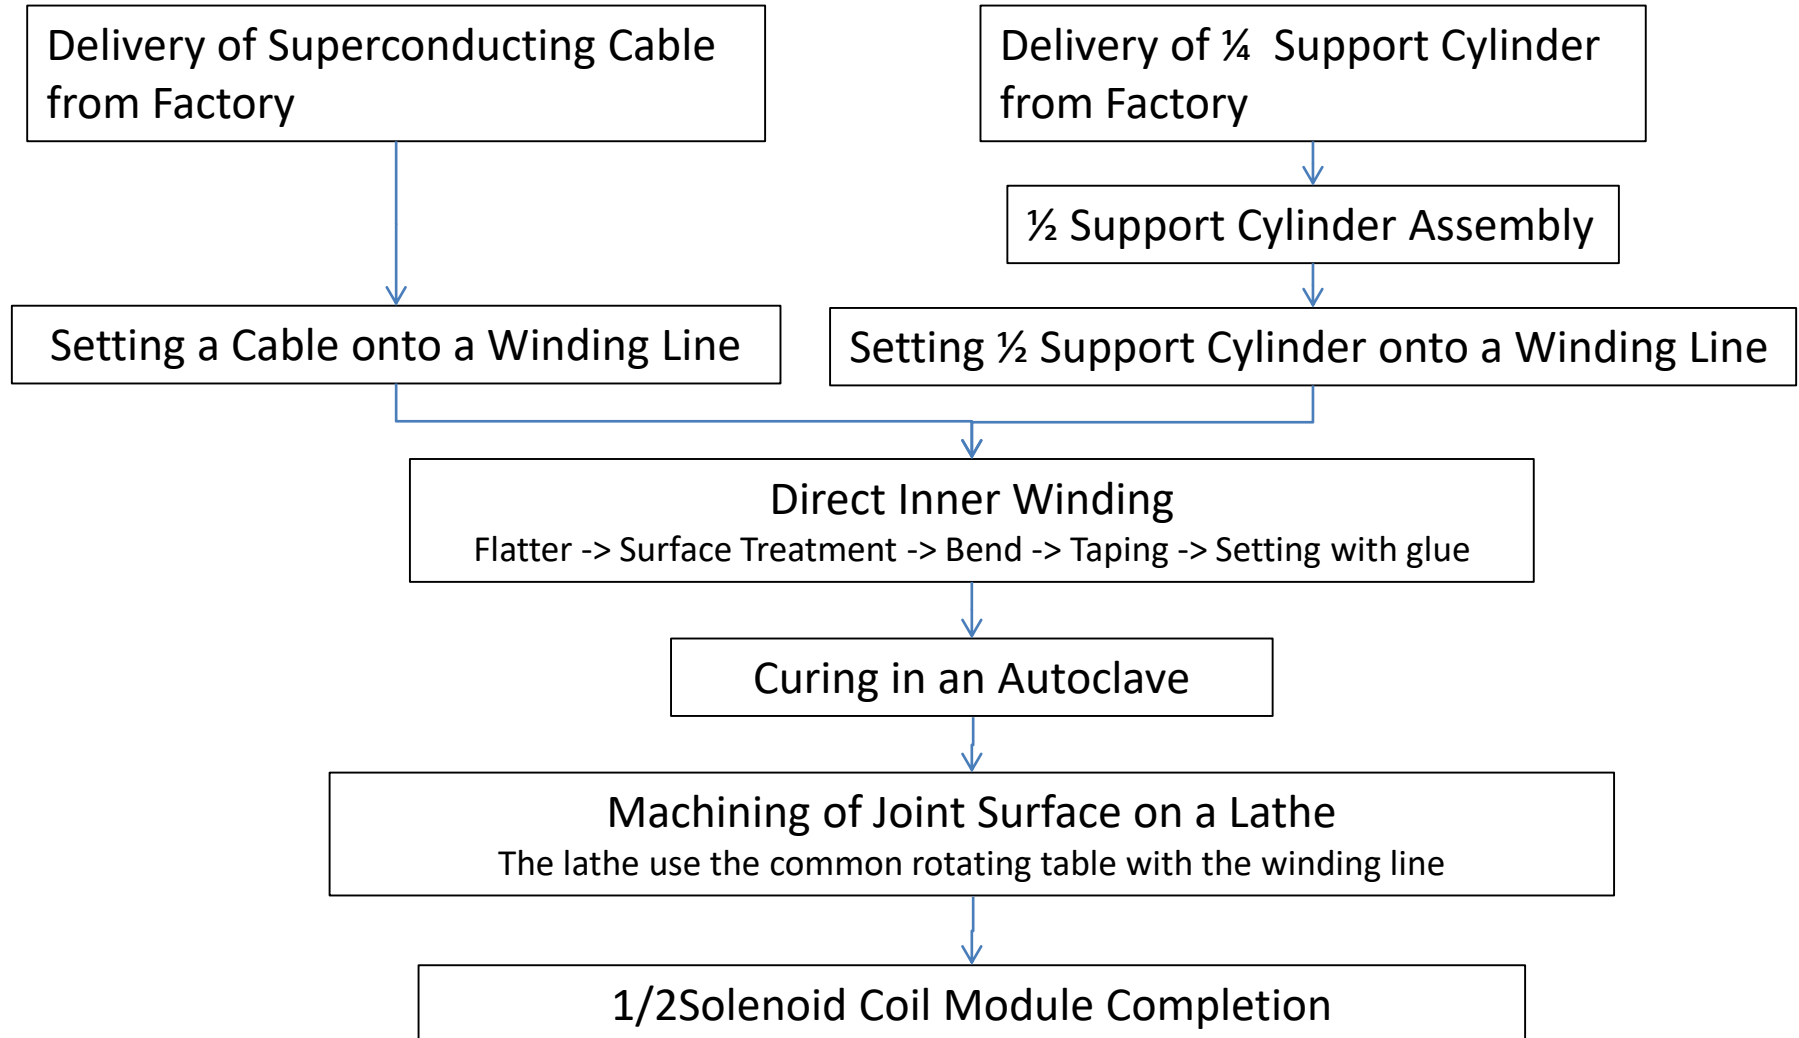 Delivery of Superconducting Cable
from Factory
Delivery of ¼  Support Cylinder
from Factory
½ Support Cylinder Assembly
Setting a Cable onto a Winding Line
Setting ½ Support Cylinder onto a Winding Line
Direct Inner Winding
Flatter -> Surface Treatment -> Bend -> Taping -> Setting with glue
Curing in an Autoclave
Machining of Joint Surface on a Lathe
The lathe use the common rotating table with the winding line
1/2Solenoid Coil Module Completion